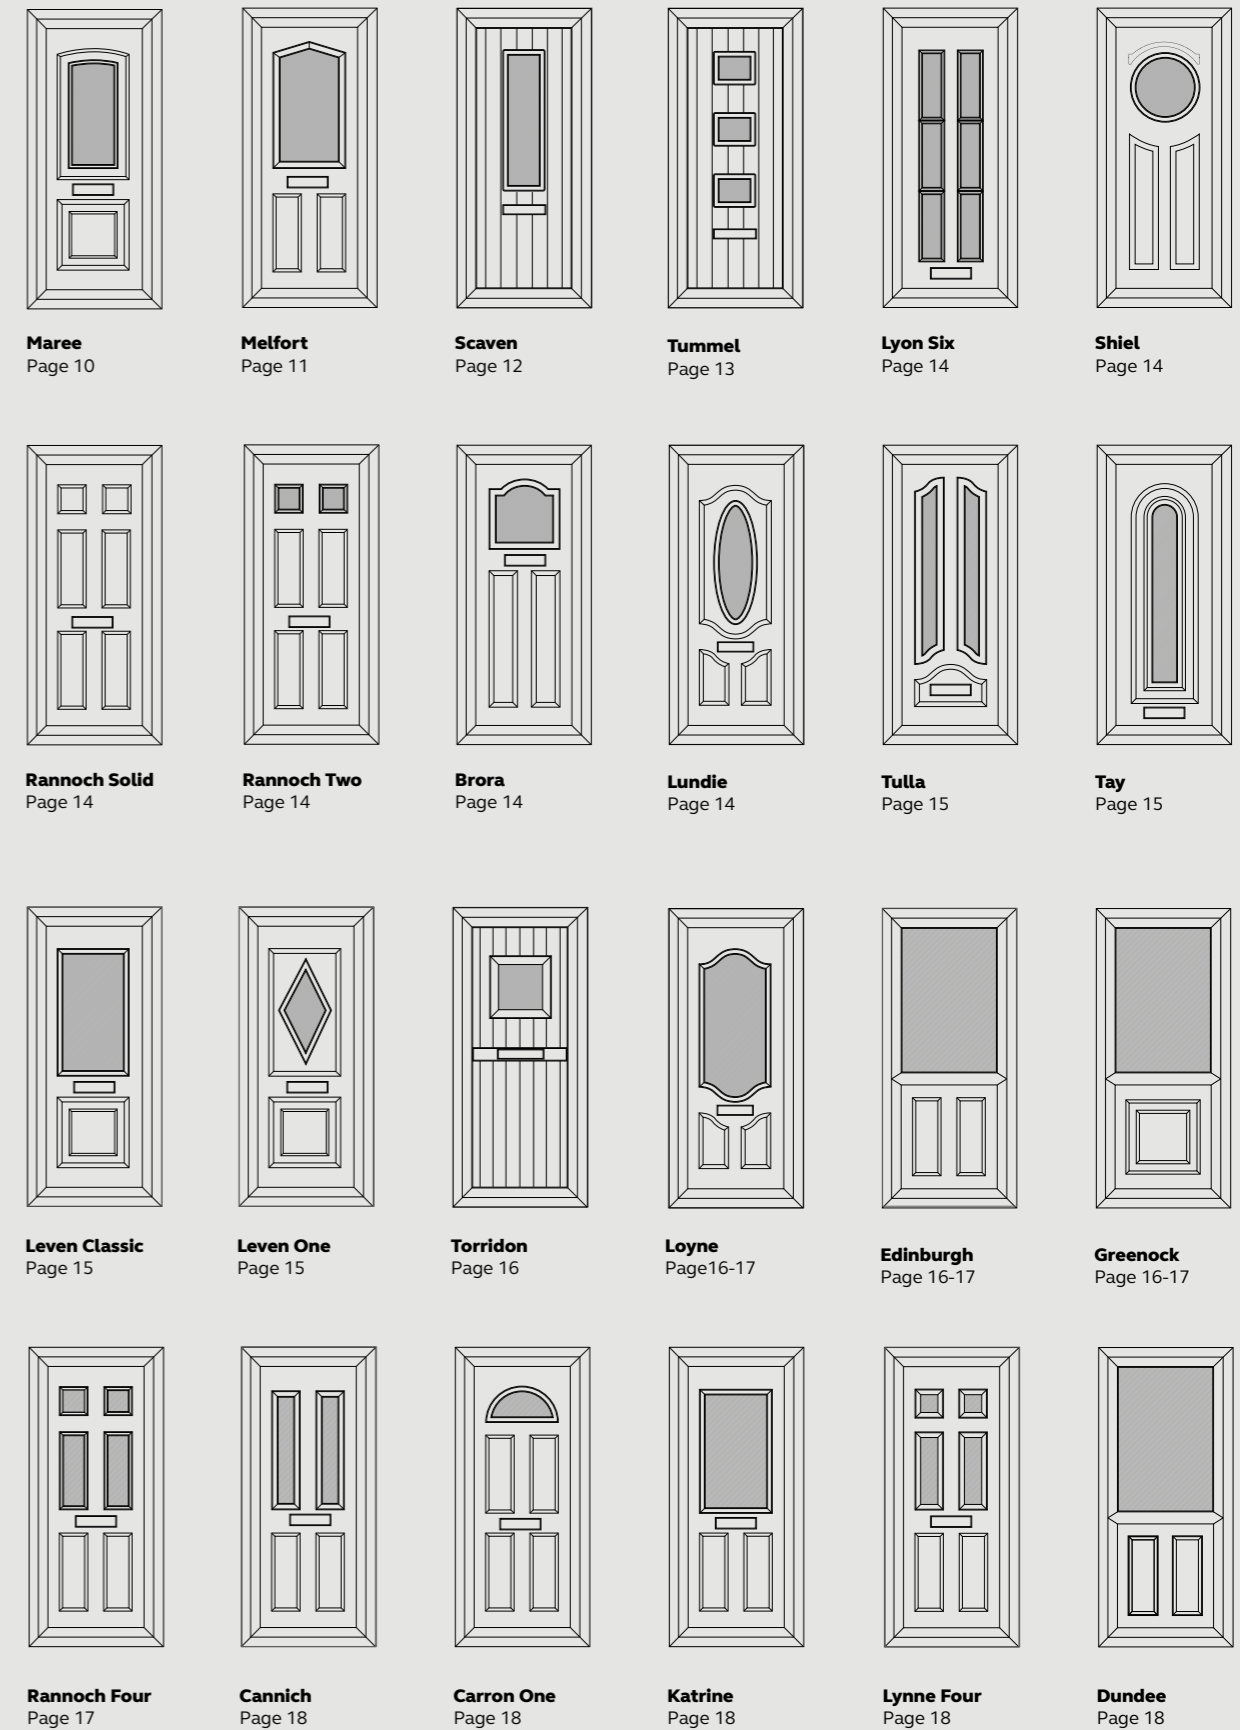 Maree
Page 10
Melfort
Page 11
Scaven
Page 12
Tummel
Page 13
Lyon Six
Page 14
Shiel
Page 14
Rannoch Solid
Page 14
Rannoch Two
Page 14
Brora
Page 14
Lundie
Page 14
Tulla
Page 15
Tay
Page 15
Leven Classic
Page 15
Leven One
Page 15
Torridon
Page 16
Loyne
Page16-17
Edinburgh
Page 16-17
Greenock
Page 16-17
Rannoch Four
Page 17
Cannich
Page 18
Carron One
Page 18
Katrine
Page 18
Lynne Four
Page 18
Dundee
Page 18